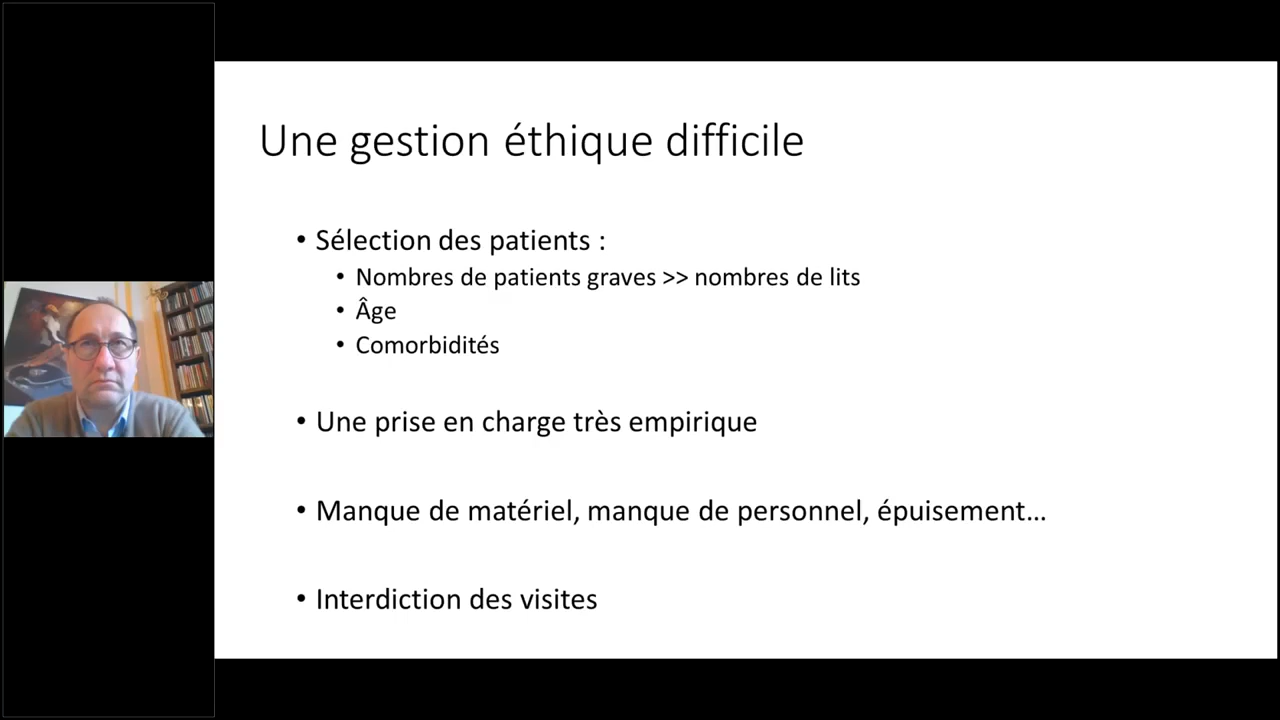 Une gestion éthique difficile
• Sélection des patients :
• Nombres de patients graves >> nombres de lits
• Âge
• Comorbidités
• Une prise en charge très empirique
• Manque de matériel, manque de personnel, épuisement…
• Interdiction des visites